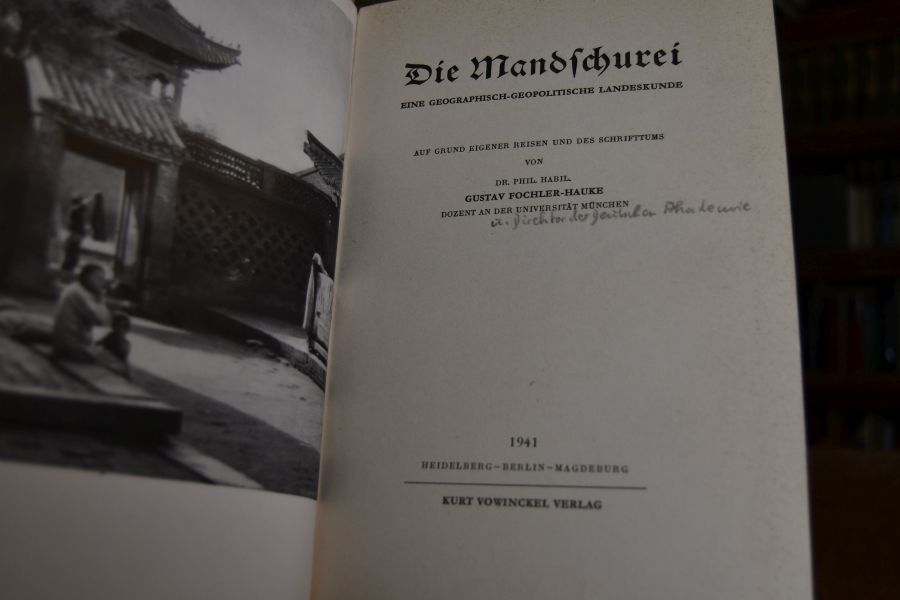 Die Mandſchurei
EINE GEOGRAPHISCH-GEOPOLITISCHE LANDESKUNDE
AUF GRUND EIGENER REISEN UND DES SCHRIFTTUMS
VON
DR. PHIL. HABIL.
GUSTAV FOCHLER-HAUKE
DOZENT AN DER UNIVERSITÄT MÜNCHEN
u. Direktor der Deutschen Akademie
1941
HEIDELBERG–BERLIN–MAGDEBURG
KURT VOWINCKEL VERLAG